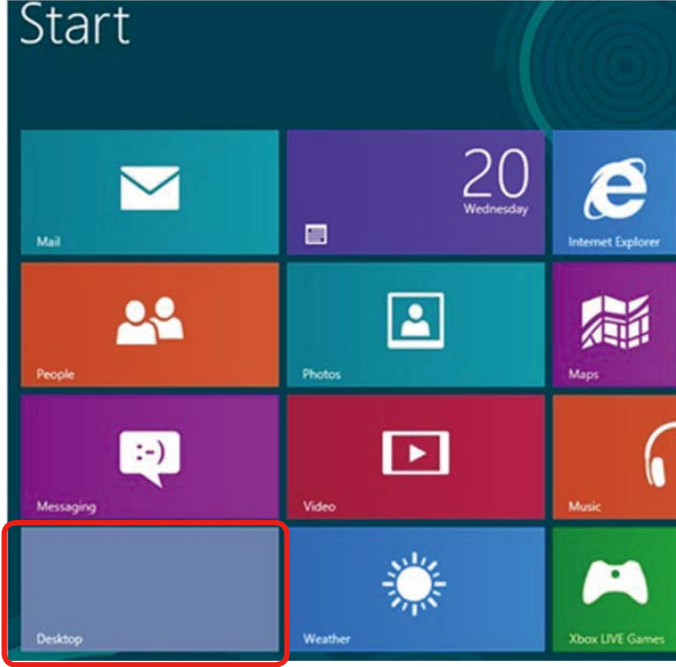 Start
20
Wednesday
Mail
Internet Explorer
People
Photos
Maps
:-)
Messaging
Video
Music
Desktop
Weather
Xbox LIVE Games